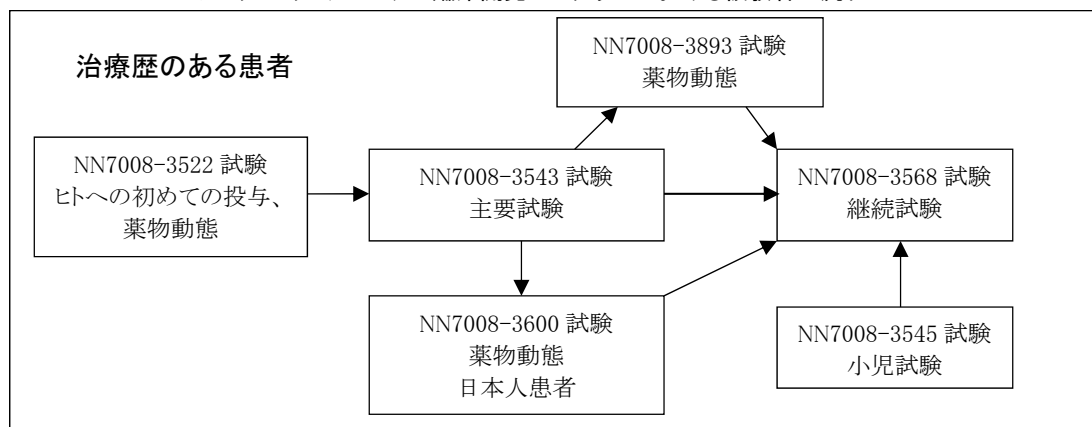 治療歴のある患者
NN7008-3893 試験
薬物動態
NN7008-3522 試験
ヒトへの初めての投与、
薬物動態
NN7008-3543 試験
主要試験
NN7008-3568 試験
継続試験
NN7008-3600 試験
薬物動態
日本人患者
NN7008-3545 試験
小児試験